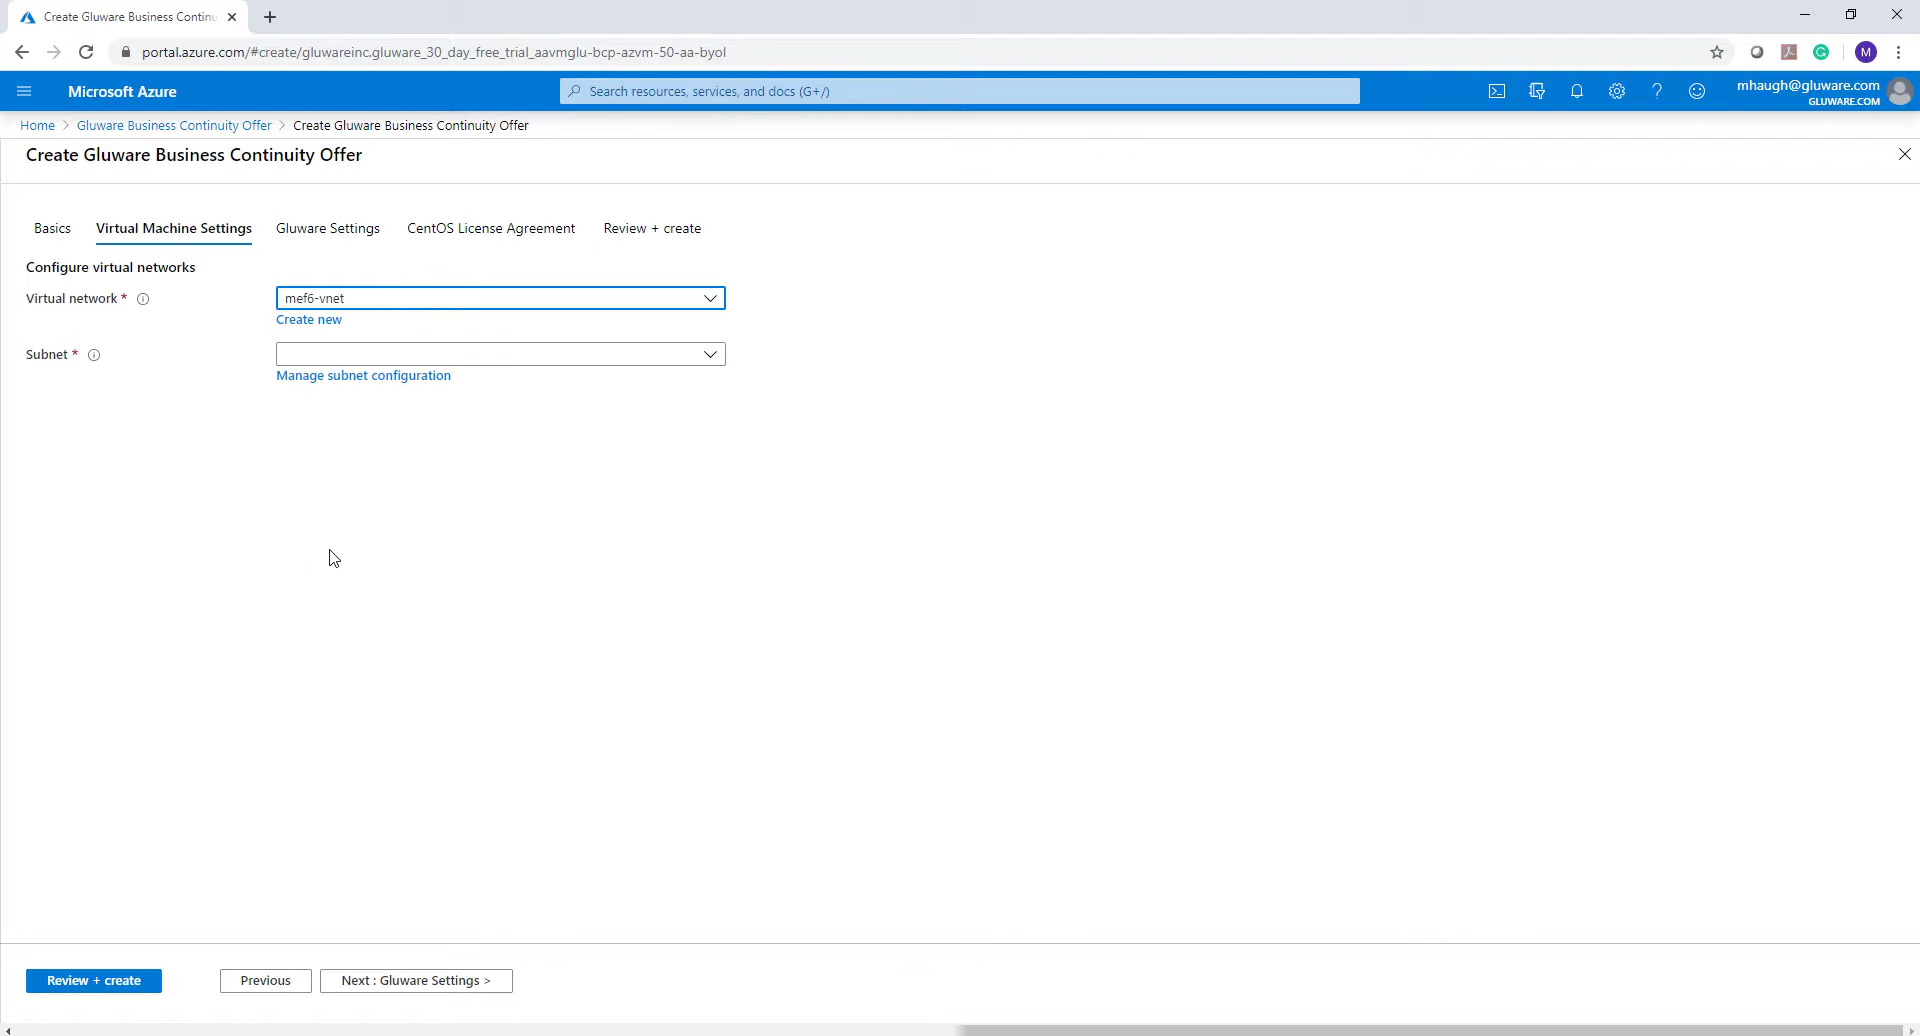 Create Gluware Business Continu
portal.azure.com/#create/gluwareinc.gluware_30_day_free_trial_aavmglu-bcp-azvm-50-aa-byol
M
Microsoft Azure
Search resources, services, and docs (G+/)
mhaugh@gluware.com
GLUWARE.COM
Home > Gluware Business Continuity Offer > Create Gluware Business Continuity Offer
Create Gluware Business Continuity Offer
Basics Virtual Machine Settings Gluware Settings CentOS License Agreement Review + create
Configure virtual networks
Virtual network * mef6-vnet
Create new
Subnet *
Manage subnet configuration
Review + create Previous Next : Gluware Settings >